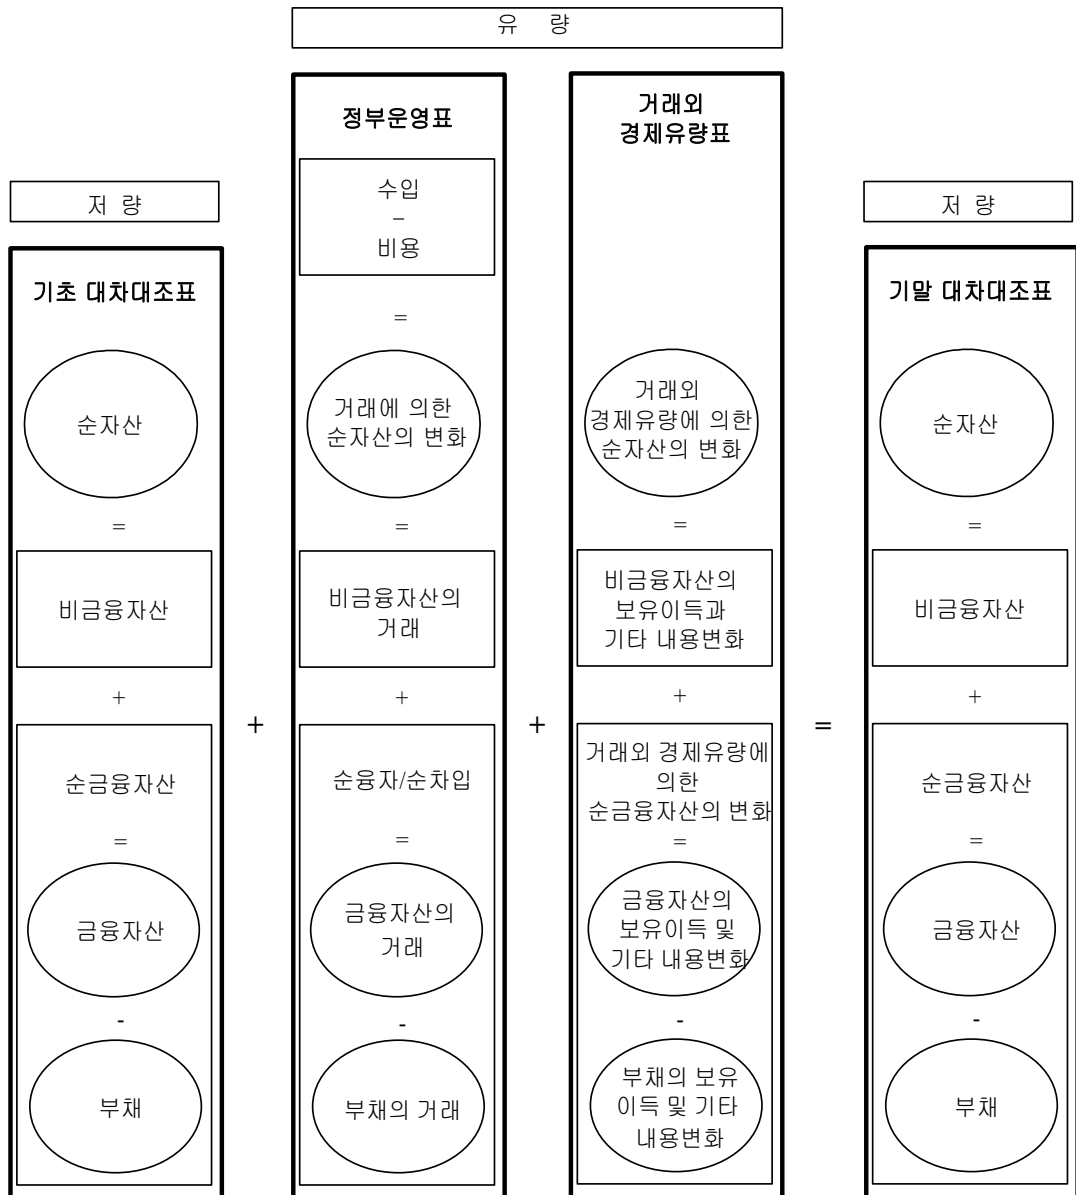 유 량
저 량
기초 대차대조표
순자산
=
비금융자산
+
순금융자산
=
금융자산
-
부채
+
정부운영표
수입
–
비용
=
거래에 의한
순자산의 변화
=
비금융자산의
거래
+
순융자/순차입
=
금융자산의
거래
-
부채의 거래
+
거래외
경제유량표
거래외
경제유량에 의한
순자산의 변화
=
비금융자산의
보유이득과
기타 내용변화
+
거래외 경제유량에
의한
순금융자산의 변화
=
금융자산의
보유이득 및
기타 내용변화
-
부채의 보유
이득 및 기타
내용변화
=
저 량
기말 대차대조표
순자산
=
비금융자산
+
순금융자산
=
금융자산
-
부채